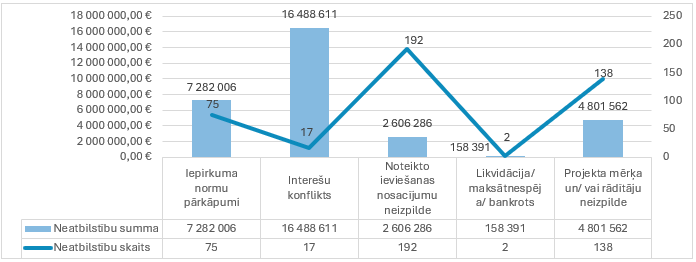 18 000 000,00 €
16 000 000,00 €
14 000 000,00 €
12 000 000,00 €
10 000 000,00 €
8 000 000,00 €
6 000 000,00 €
4 000 000,00 €
2 000 000,00 €
0,00 €
250
200
150
100
50
0
7 282 006
16 488 611
2 606 286
158 391
4 801 562
75
17
192
2
138
Iepirkuma
normu
pārkāpumi
Interešu
konflikts
Noteikto
ieviešanas
nosacījumu
neizpilde
Likvidācija/
maksātnespēj
a/ bankrots
Projekta mērķa
un/ vai rādītāju
neizpilde
Neatbilstību summa 7 282 006 16 488 611 2 606 286 158 391 4 801 562
Neatbilstību skaits 75 17 192 2 138